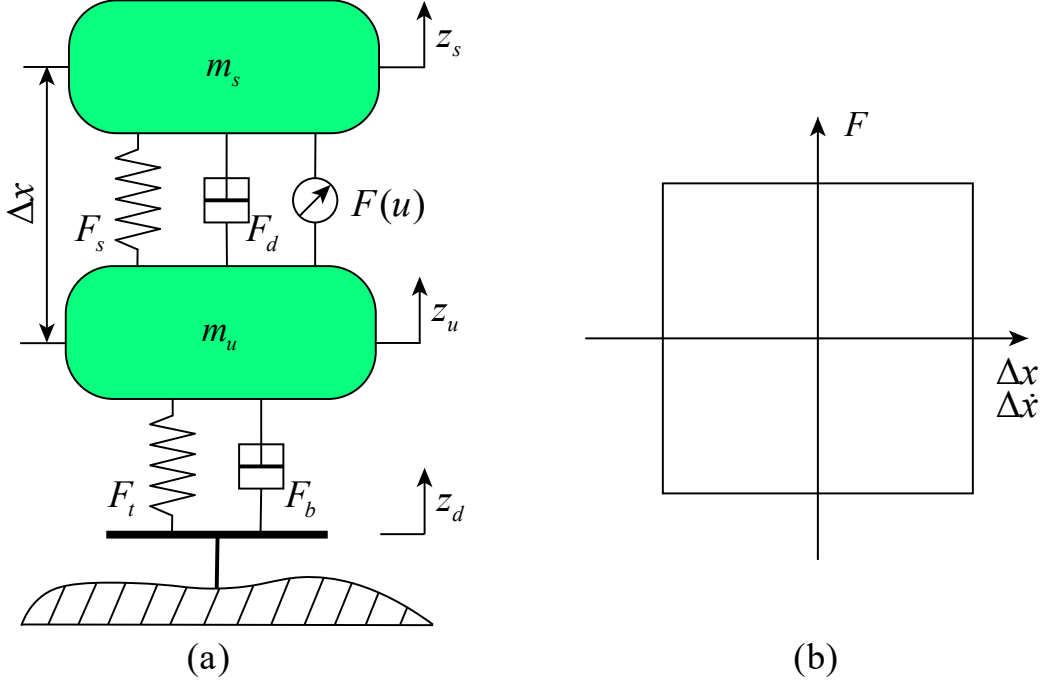 z_s
m_s
Δx
F_s
F_d
F(u)
z_u
m_u
F_t
F_b
z_d
(a)
F
Δx
Δẋ
(b)